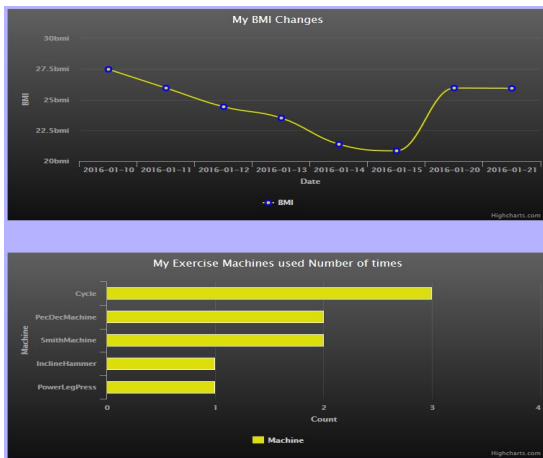 My BMI Changes
30bmi
27.5bmi
25bmi
22.5bmi
20bmi
BMI
2016-01-10 2016-01-11 2016-01-12 2016-01-13 2016-01-14 2016-01-15 2016-01-20 2016-01-21
Date
BMI
Highcharts.com
My Exercise Machines used Number of times
Machine
Cycle
PecDecMachine
SmithMachine
InclineHammer
PowerLegPress
0 1 2 3 4
Count
Machine
Highcharts.com